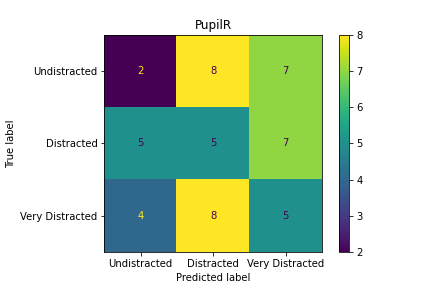 PupilR
True label
Undistracted
Distracted
Very Distracted
2 8 7
5 5 7
4 8 5
Undistracted Distracted Very Distracted
Predicted label
8
7
6
5
4
3
2